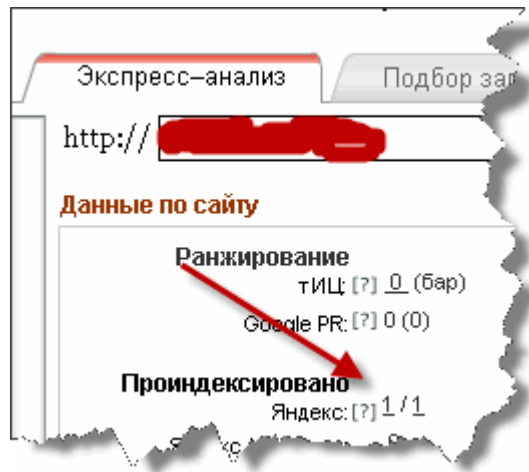 Экспресс–анализ
Подбор
http://
Данные по сайту
Ранжирование
тИЦ: [?] 0 (бар)
Google PR: [?] 0 (0)
Проиндексировано
Яндекс: [?] 1 / 1